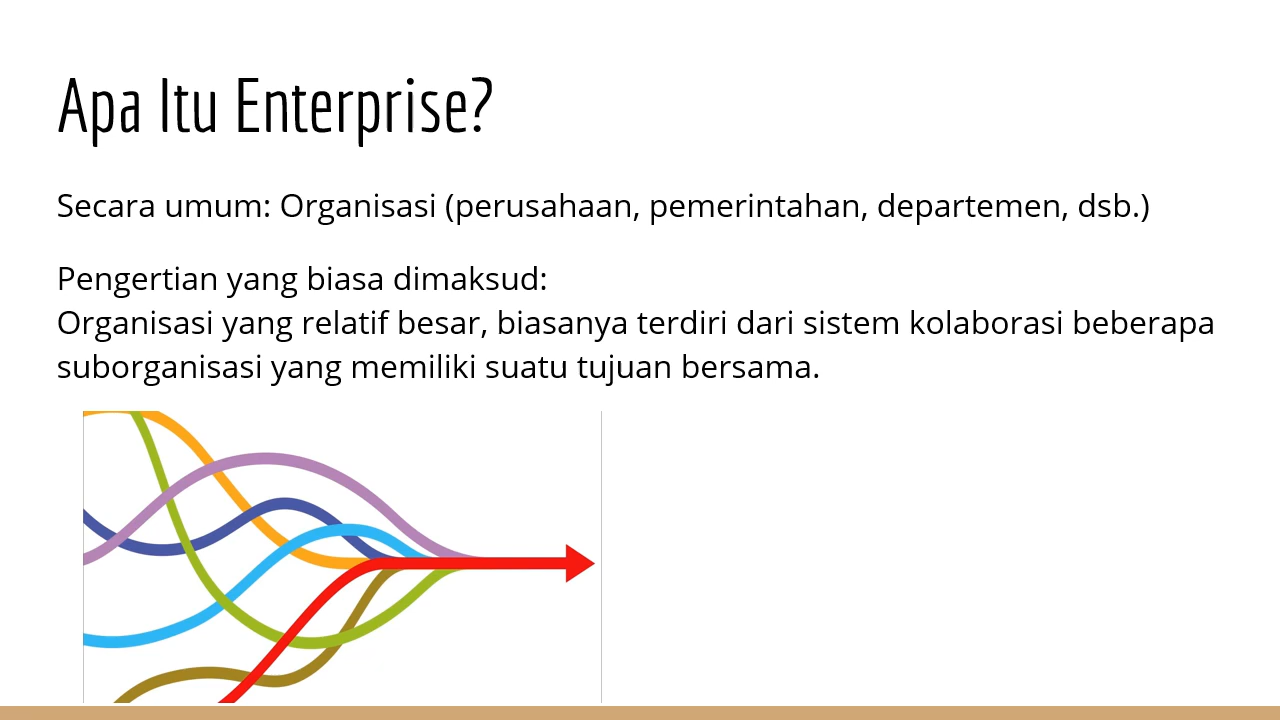 Apa Itu Enterprise?
Secara umum: Organisasi (perusahaan, pemerintahan, departemen, dsb.)
Pengertian yang biasa dimaksud:
Organisasi yang relatif besar, biasanya terdiri dari sistem kolaborasi beberapa
suborganisasi yang memiliki suatu tujuan bersama.